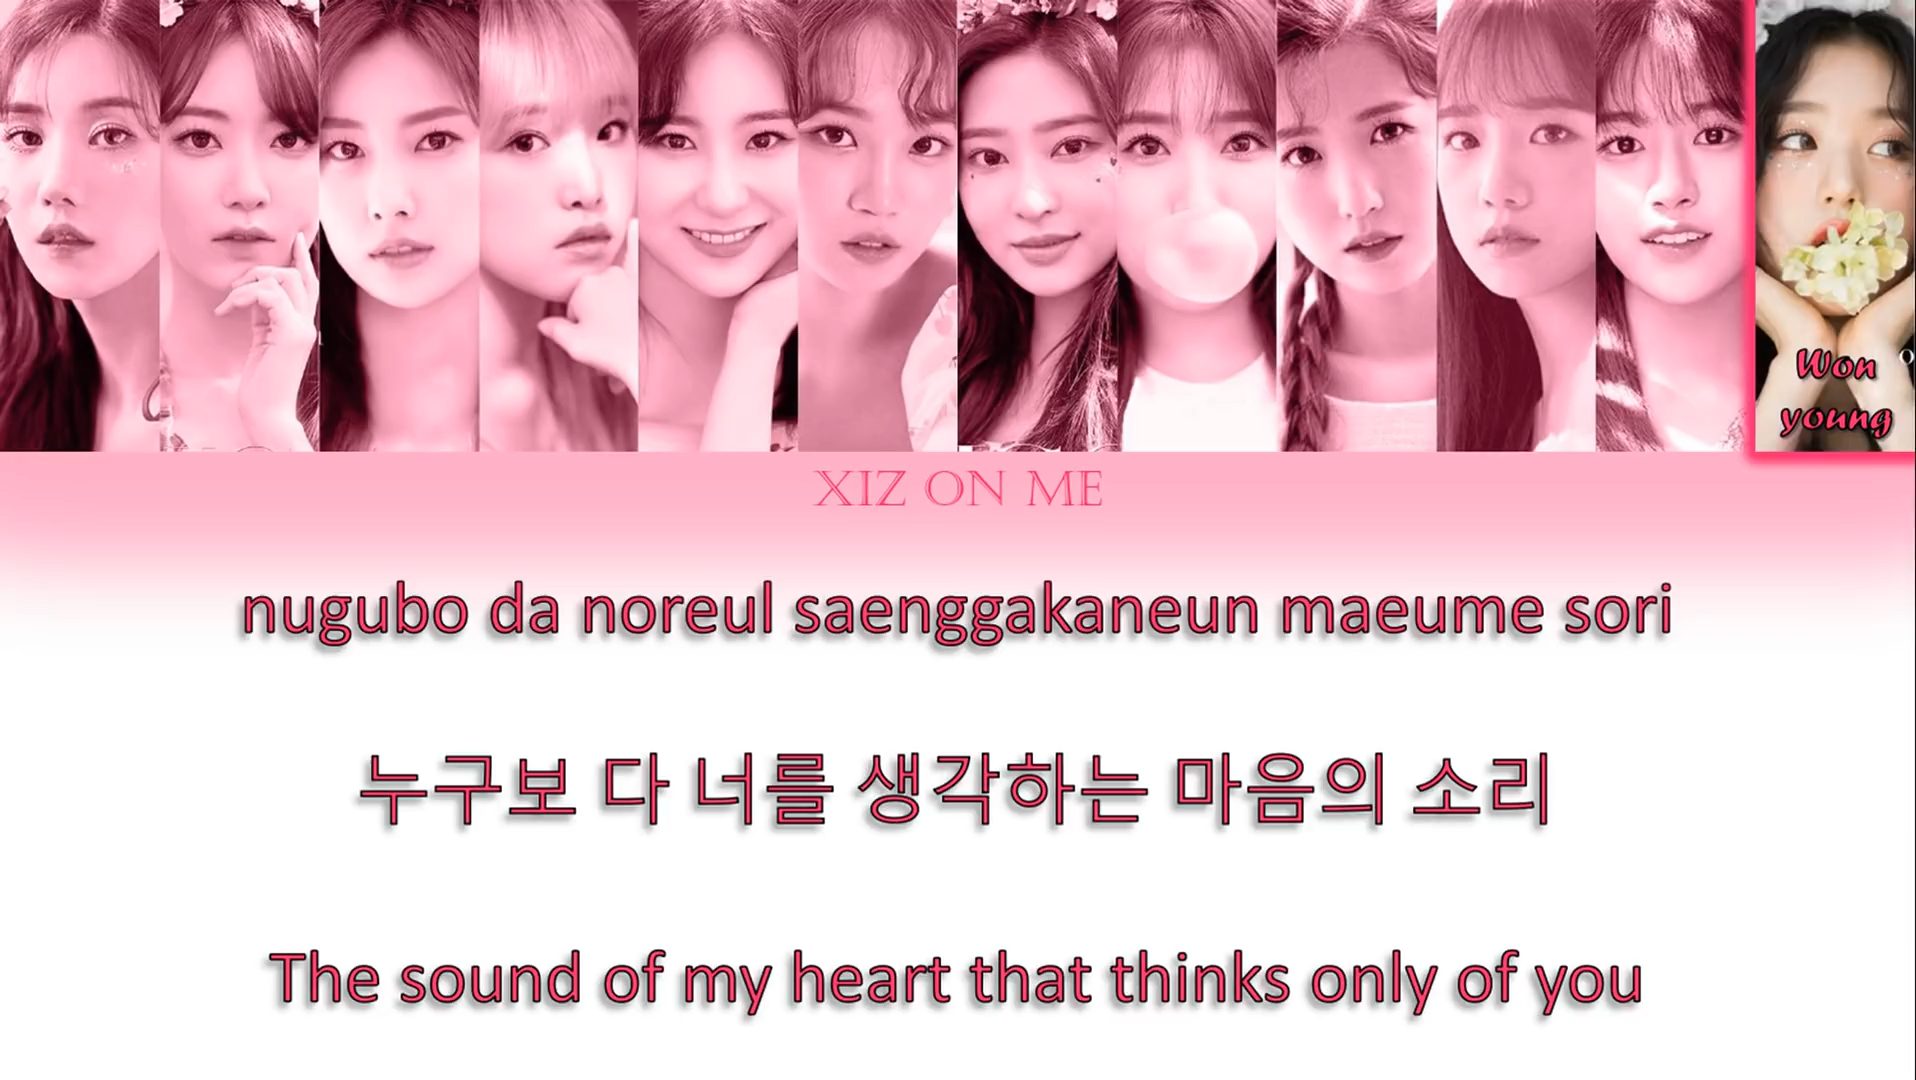 Won
young
XIZ ON ME
nugubo da noreul saenggakaneun maeume sori
누구보 다 너를 생각하는 마음의 소리
The sound of my heart that thinks only of you